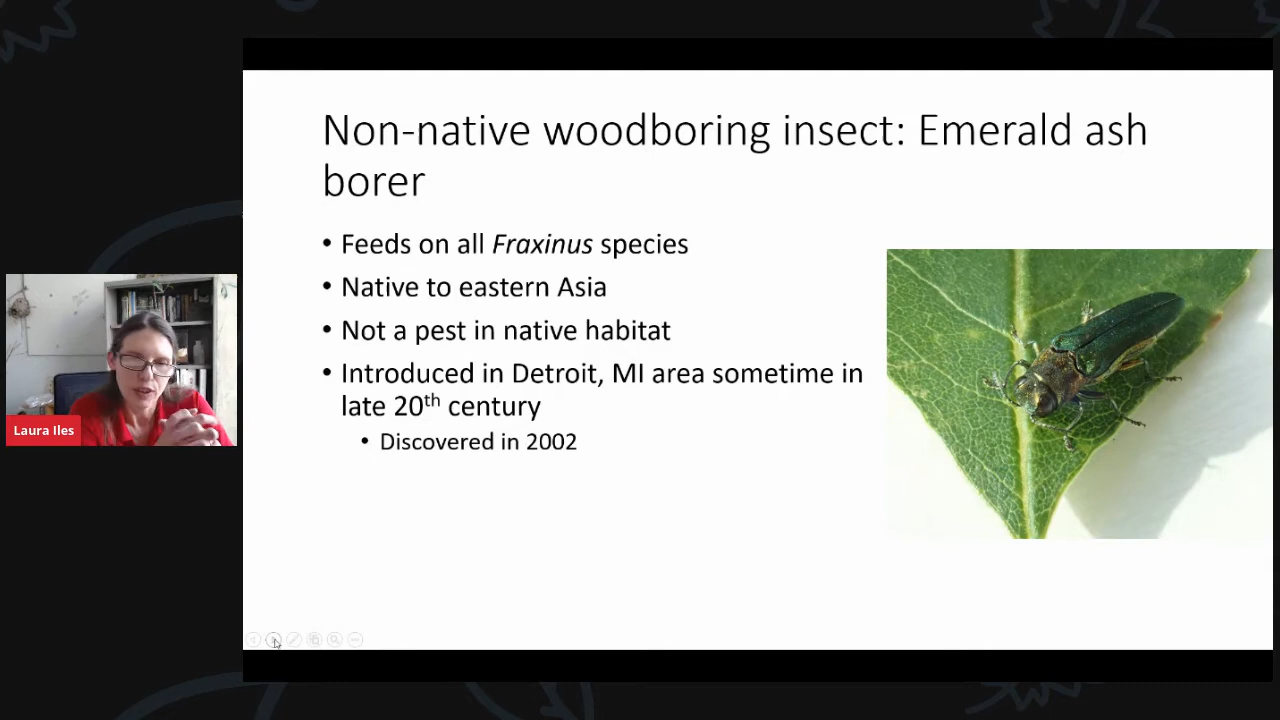 Non-native woodboring insect: Emerald ash
borer
• Feeds on all Fraxinus species
• Native to eastern Asia
• Not a pest in native habitat
• Introduced in Detroit, MI area sometime in
late 20th century
• Discovered in 2002
Laura Iles